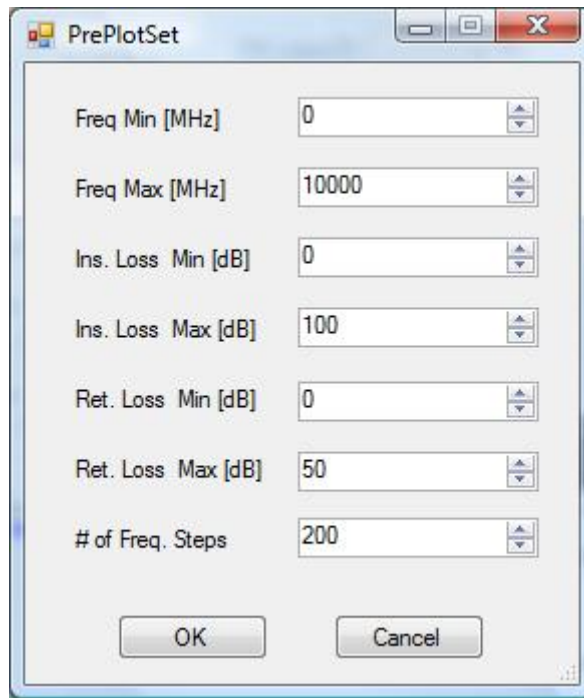 PrePlotSet
Freq Min [MHz] 0
Freq Max [MHz] 10000
Ins. Loss Min [dB] 0
Ins. Loss Max [dB] 100
Ret. Loss Min [dB] 0
Ret. Loss Max [dB] 50
# of Freq. Steps 200
OK Cancel